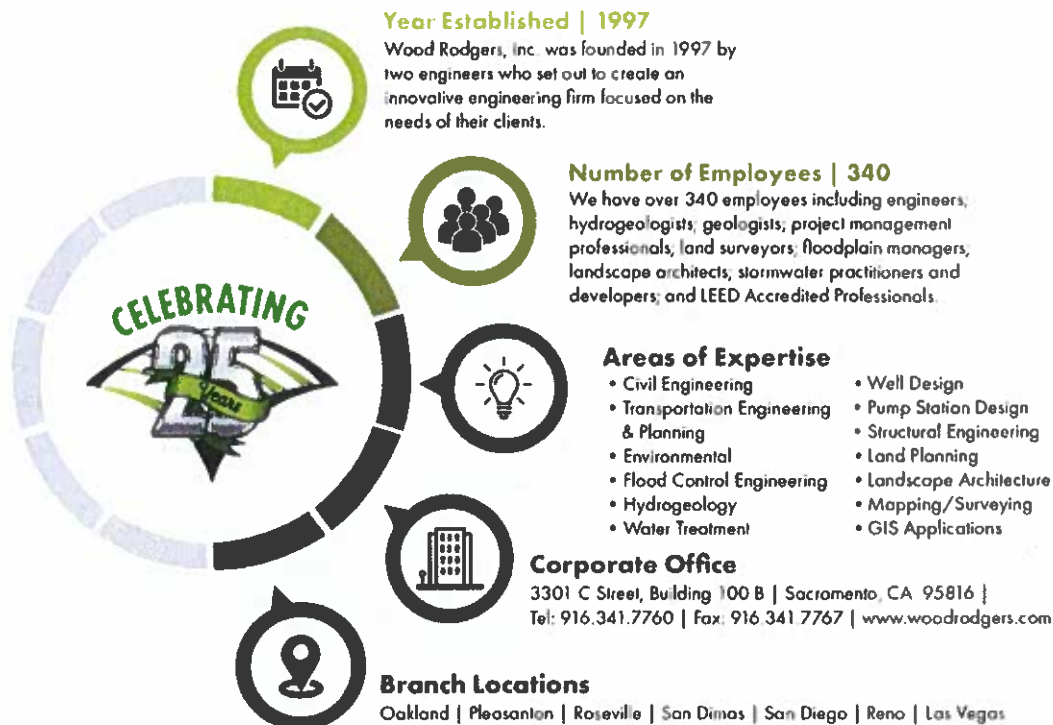 Year Established | 1997
Wood Rodgers, Inc. was founded in 1997 by
two engineers who set out to create an
innovative engineering firm focused on the
needs of their clients.
Number of Employees | 340
We have over 340 employees including engineers;
hydrogeologists; geologists; project management
professionals; land surveyors; floodplain managers;
landscape architects; stormwater practitioners and
developers; and LEED Accredited Professionals.
CELEBRATING
25
Years
Areas of Expertise
• Civil Engineering
• Transportation Engineering
& Planning
• Environmental
• Flood Control Engineering
• Hydrogeology
• Water Treatment
• Well Design
• Pump Station Design
• Structural Engineering
• Land Planning
• Landscape Architecture
• Mapping/Surveying
• GIS Applications
Corporate Office
3301 C Street, Building 100 B | Sacramento, CA 95816 |
Tel: 916.341.7760 | Fax: 916.341.7767 | www.woodrodgers.com
Branch Locations
Oakland | Pleasanton | Roseville | San Dimas | San Diego | Reno | Las Vegas